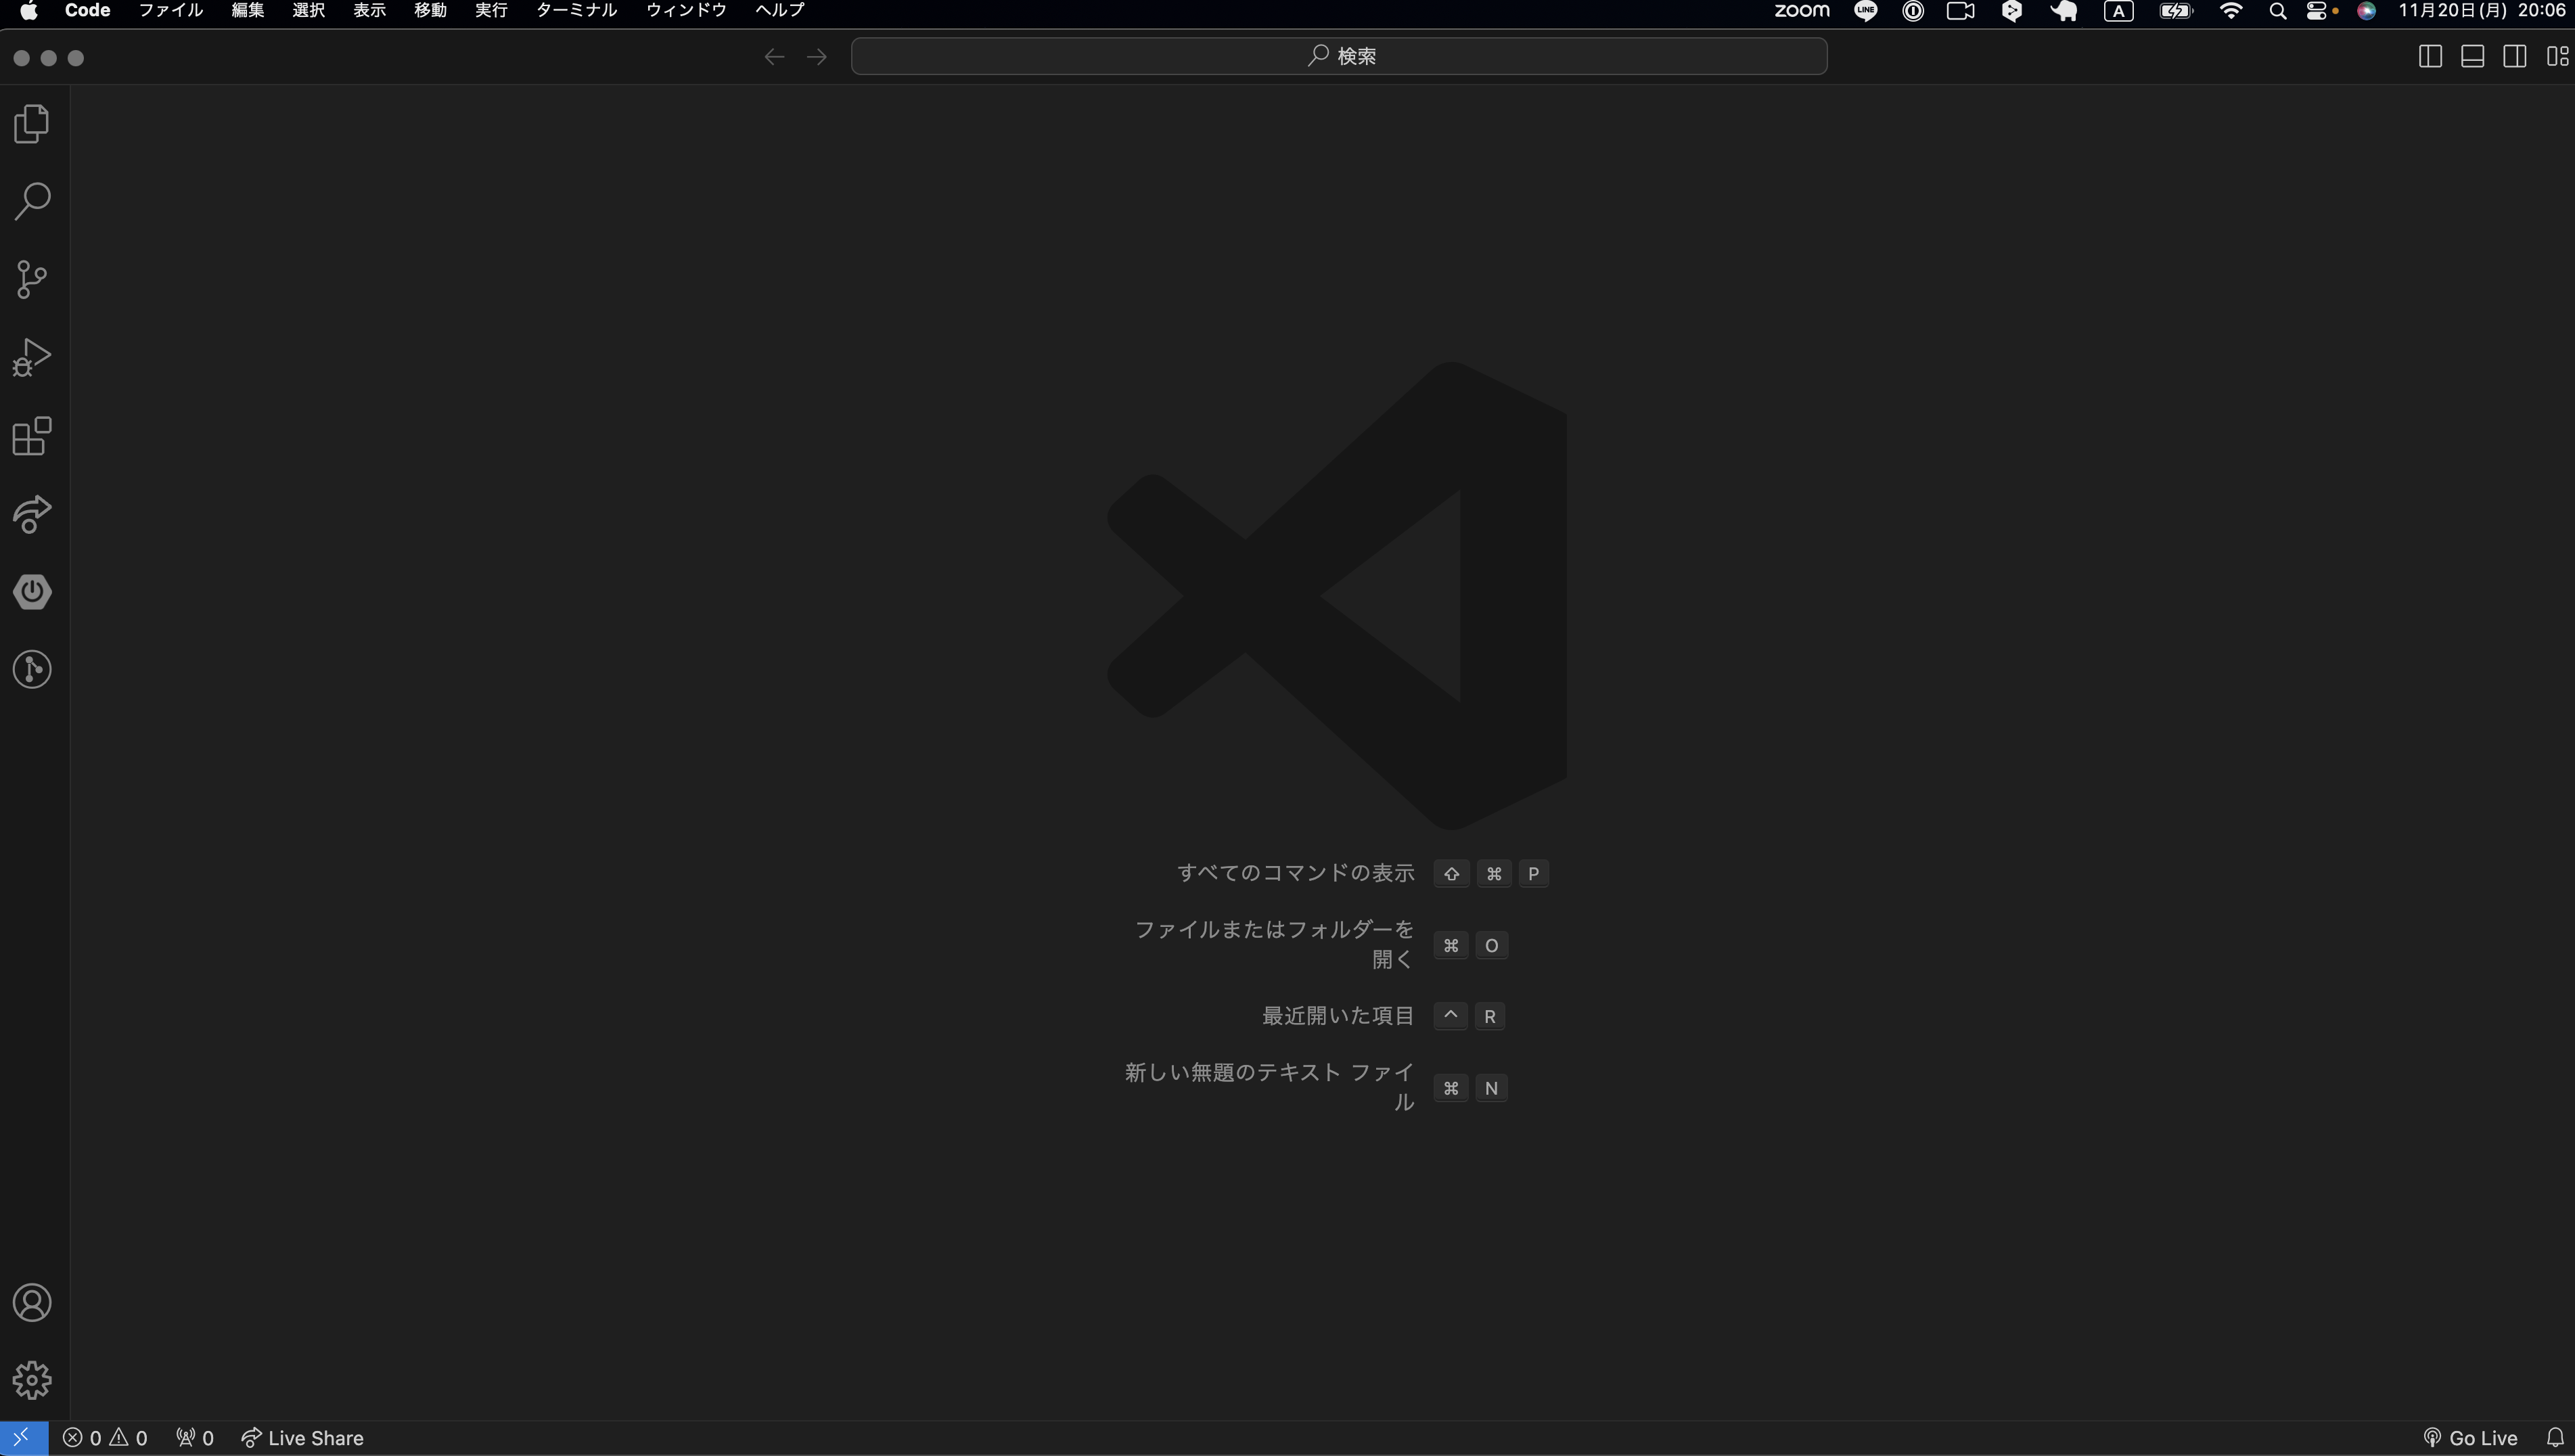 Code ファイル 編集 選択 表示 移動 実行 ターミナル ウィンドウ ヘルプ zoom LINE A 11月20日(月) 20:06
検索
すべてのコマンドの表示 ⇧ ⌘ P
ファイルまたはフォルダーを
開く ⌘ O
最近開いた項目 ^ R
新しい無題のテキスト ファイ
ル ⌘ N
0 0 0 Live Share Go Live